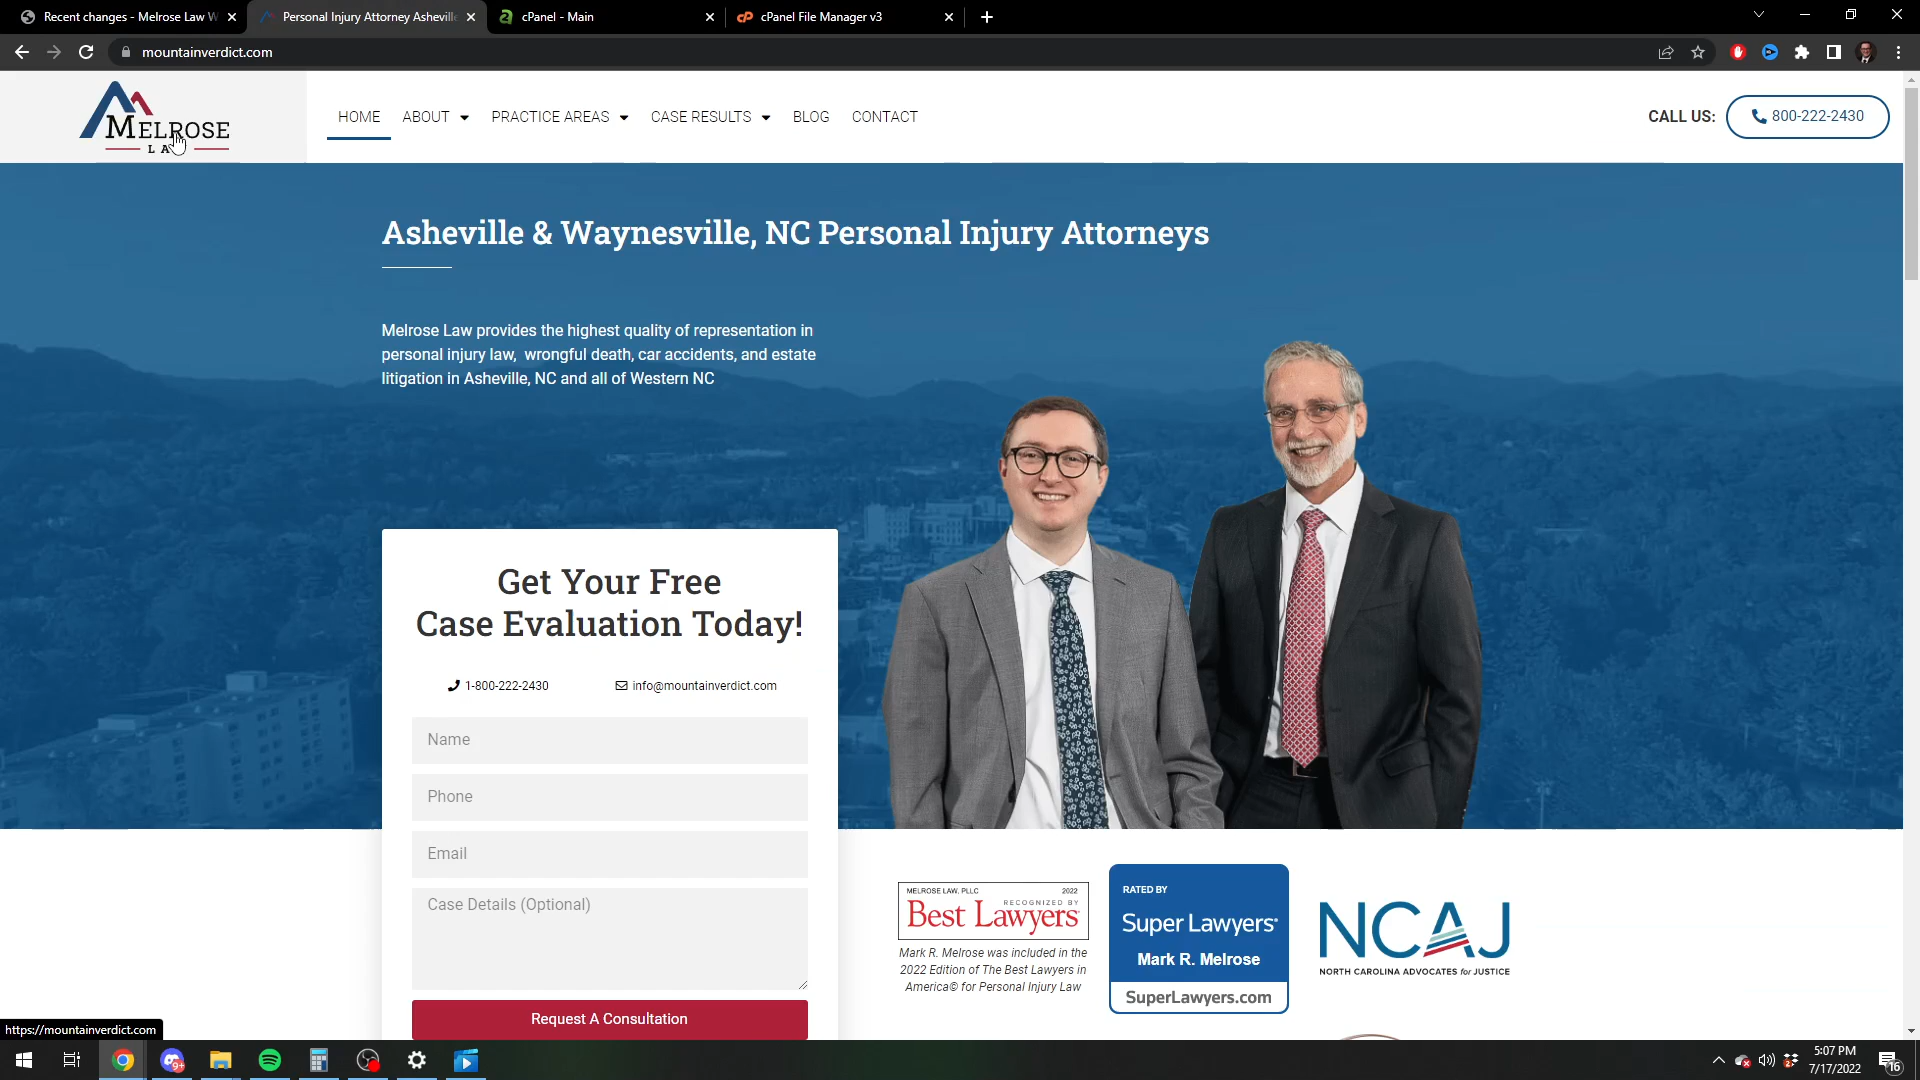 Recent changes - Melrose Law W
Personal Injury Attorney Asheville
cPanel - Main
cPanel File Manager v3
mountainverdict.com
MELROSE
LA
HOME
ABOUT
PRACTICE AREAS
CASE RESULTS
BLOG
CONTACT
CALL US:
800-222-2430
Asheville & Waynesville, NC Personal Injury Attorneys
Melrose Law provides the highest quality of representation in
personal injury law, wrongful death, car accidents, and estate
litigation in Asheville, NC and all of Western NC
Get Your Free
Case Evaluation Today!
1-800-222-2430
info@mountainverdict.com
Name
Phone
Email
Case Details (Optional)
Request A Consultation
MELROSE LAW, PLLC 2022
RECOGNIZED BY
Best Lawyers
Mark R. Melrose was included in the
2022 Edition of The Best Lawyers in
America© for Personal Injury Law
RATED BY
Super Lawyers®
Mark R. Melrose
SuperLawyers.com
NCAJ
NORTH CAROLINA ADVOCATES for JUSTICE
https://mountainverdict.com
9+
2
5:07 PM
7/17/2022
16